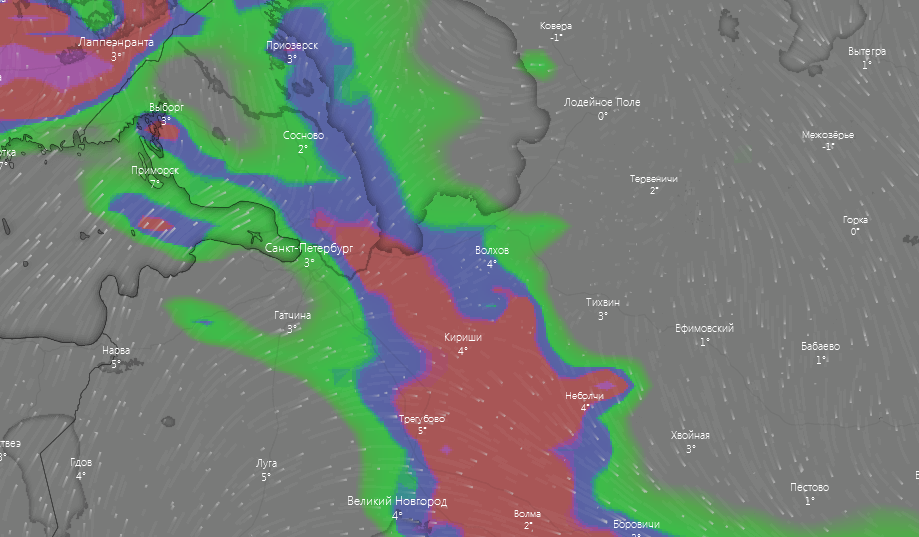 Ковера
-1°
Лаппеэнранта
3°
Приозерск
3°
Вытегра
1°
Выборг
3°
Лодейное Поле
0°
Сосново
2°
Межозёрье
-1°
тка
7°
Приморск
7°
Тервеничи
2°
Горка
0°
Санкт-Петербург
3°
Волхов
4°
Гатчина
3°
Тихвин
3°
Кириши
4°
Ефимовский
1°
Нарва
5°
Бабаево
1°
Неболчи
4°
Трегубово
5°
Хвойная
3°
Гдов
4°
Луга
5°
Пестово
1°
Великий Новгород
4°
Волма
2°
Боровичи